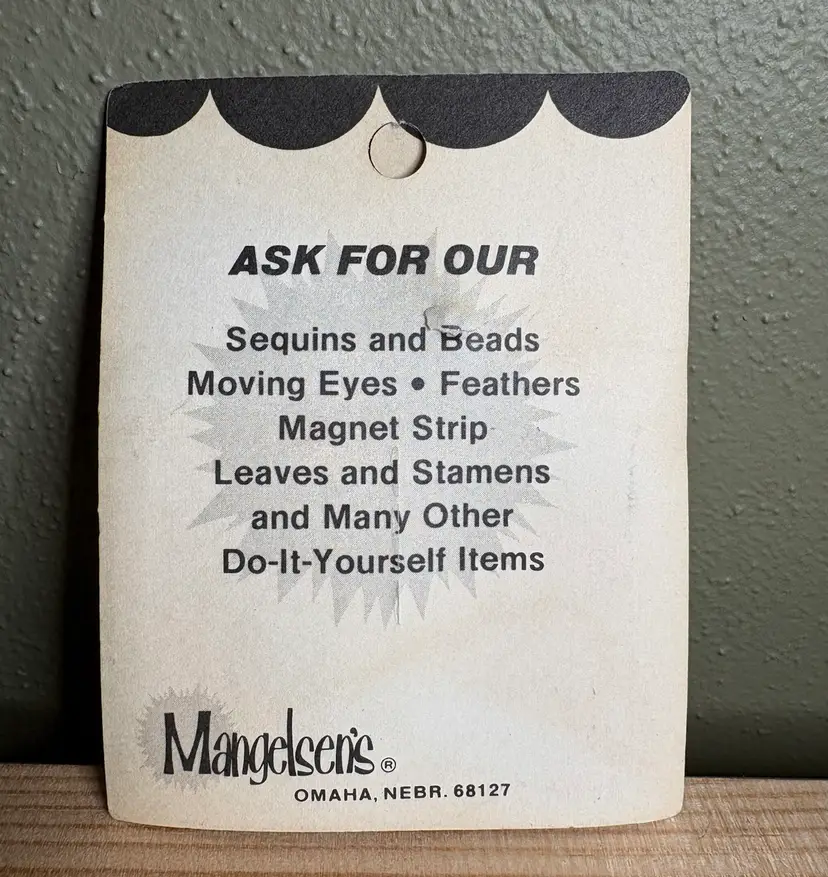 ASK FOR OUR
Sequins and Beads
Moving Eyes • Feathers
Magnet Strip
Leaves and Stamens
and Many Other
Do-It-Yourself Items
Mangelsen's ®
OMAHA, NEBR. 68127